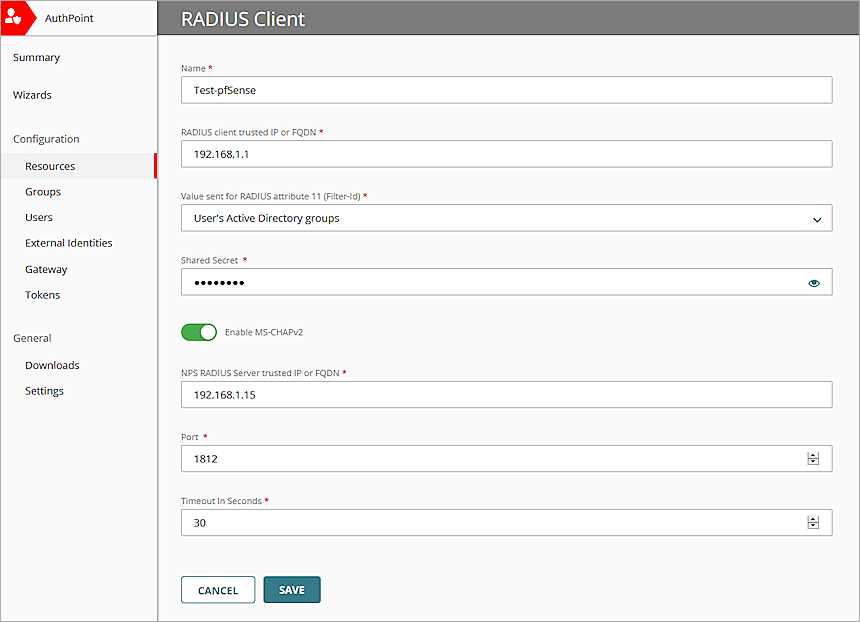 AuthPoint
RADIUS Client
Summary
Wizards
Configuration
Resources
Groups
Users
External Identities
Gateway
Tokens
General
Downloads
Settings
Name *
Test-pfSense
RADIUS client trusted IP or FQDN *
192.168.1.1
Value sent for RADIUS attribute 11 (Filter-Id) *
User's Active Directory groups
Shared Secret *
••••••••
Enable MS-CHAPv2
NPS RADIUS Server trusted IP or FQDN *
192.168.1.15
Port *
1812
Timeout In Seconds *
30
CANCEL SAVE